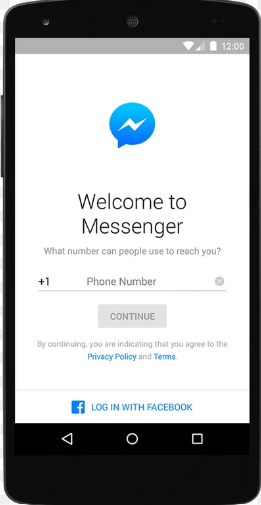 12:00
Welcome to
Messenger
What number can people use to reach you?
+1 Phone Number
CONTINUE
By continuing, you are indicating that you agree to the
Privacy Policy and Terms.
LOG IN WITH FACEBOOK